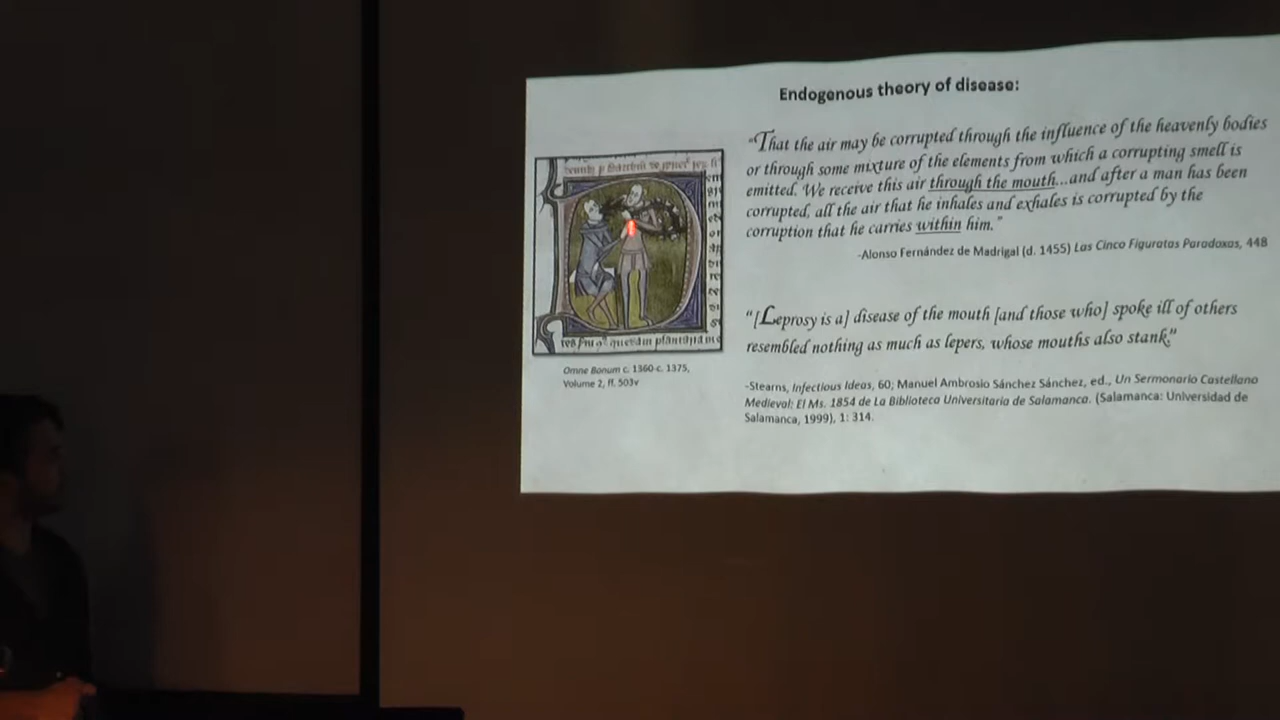 Endogenous theory of disease:
“That the air may be corrupted through the influence of the heavenly bodies
or through some mixture of the elements from which a corrupting smell is
emitted. We receive this air through the mouth...and after a man has been
corrupted, all the air that he inhales and exhales is corrupted by the
corruption that he carries within him.”
-Alonso Fernández de Madrigal (d. 1455) Las Cinco Figuratas Paradoxas, 448
“[Leprosy is a] disease of the mouth [and those who] spoke ill of others
resembled nothing as much as lepers, whose mouths also stank.”
-Stearns, Infectious Ideas, 60; Manuel Ambrosio Sánchez Sánchez, ed., Un Sermonario Castellano
Medieval: El Ms. 1854 de La Biblioteca Universitaria de Salamanca. (Salamanca: Universidad de
Salamanca, 1999), 1: 314.
Omne Bonum c. 1360-c. 1375,
Volume 2, ff. 503v